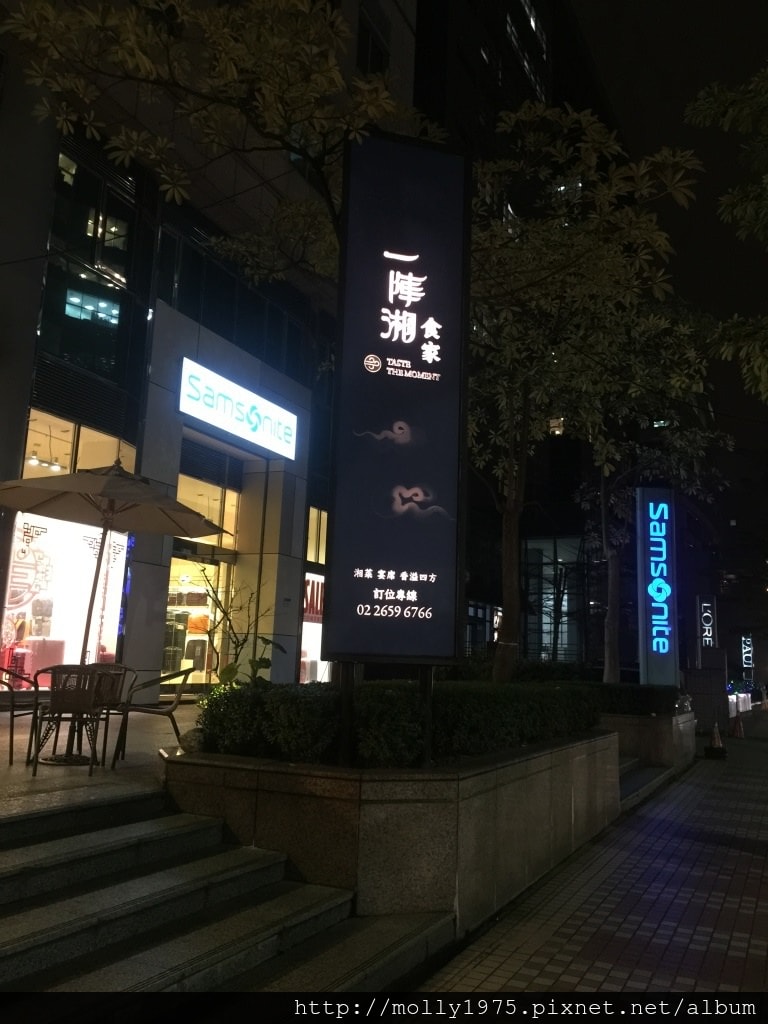 一陣湘
食家
TASTE
THE MOMENT
湘菜 宴席 香溢四方
訂位專線
02 2659 6766
Samsonite
SALE
Samsonite
http://molly1975.pixnet.net/album